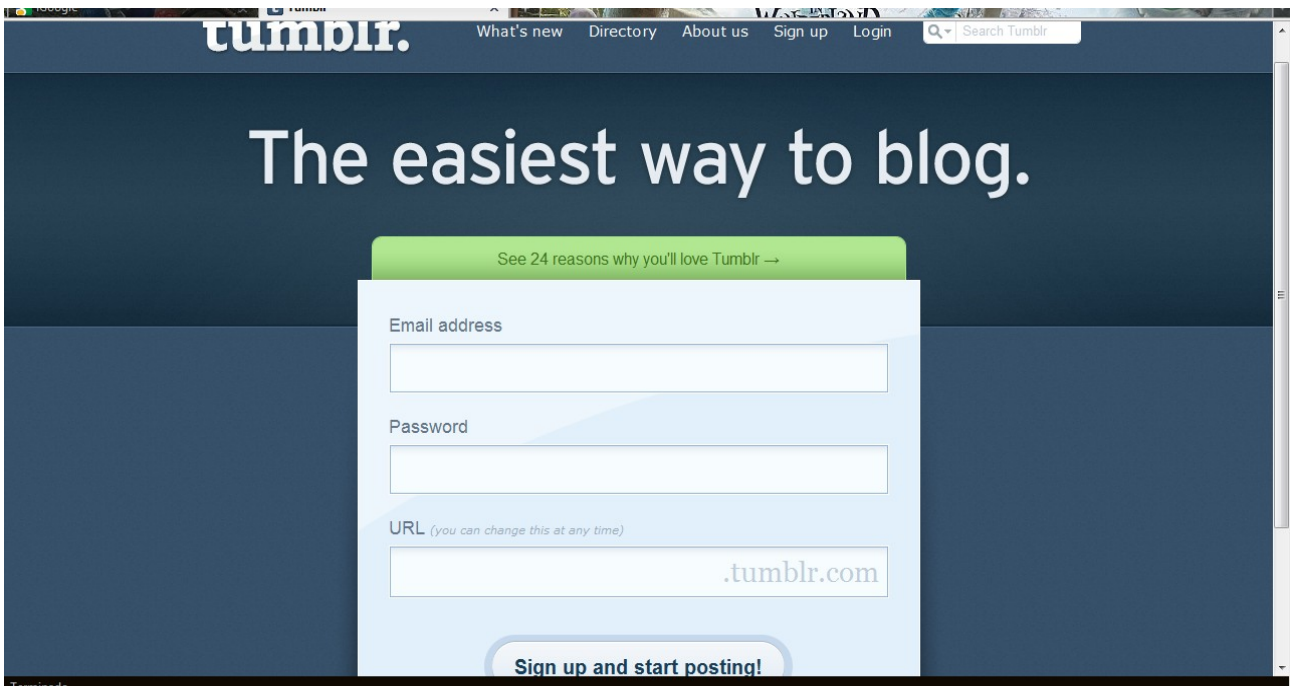 iGoogle
Tumblr
tumblr.
What's new Directory About us Sign up Login
Search Tumblr
The easiest way to blog.
See 24 reasons why you'll love Tumblr →
Email address
Password
URL (you can change this at any time)
.tumblr.com
Sign up and start posting!